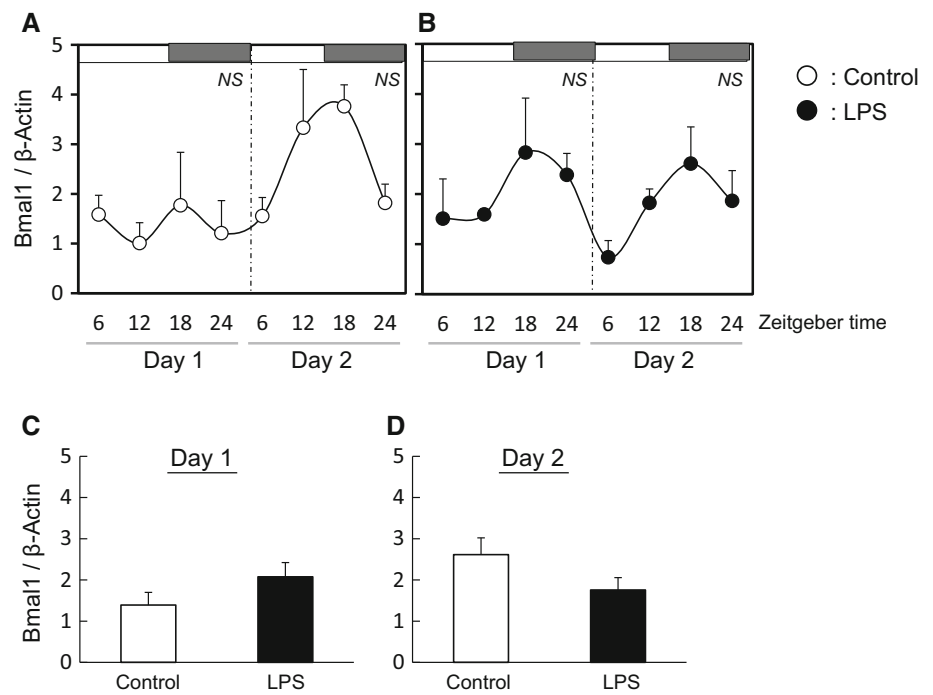 A
B
Bmal1 / β-Actin
5
4
3
2
1
0
NS
NS
NS
NS
: Control
: LPS
6 12 18 24 6 12 18 24
6 12 18 24 6 12 18 24
Zeitgeber time
Day 1
Day 2
Day 1
Day 2
C
D
Bmal1 / β-Actin
5
4
3
2
1
0
Day 1
Control
LPS
5
4
3
2
1
0
Day 2
Control
LPS